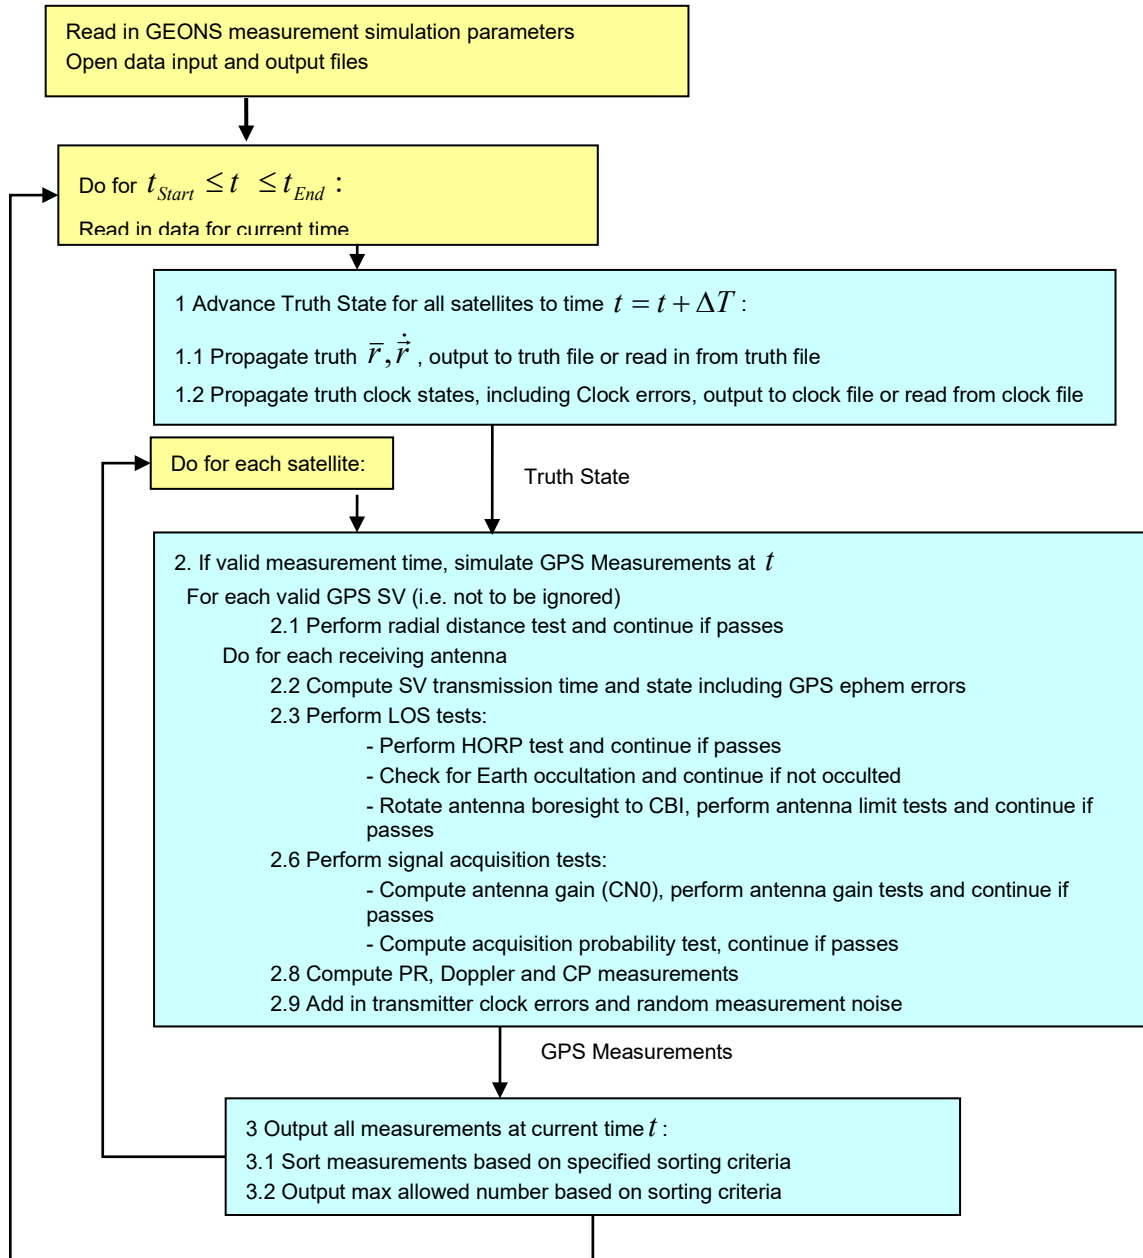 Read in GEONS measurement simulation parameters
Open data input and output files
Do for t_Start ≤ t ≤ t_End :
Read in data for current time
1 Advance Truth State for all satellites to time t = t + ΔT :
1.1 Propagate truth r̄, r⃗̇ , output to truth file or read in from truth file
1.2 Propagate truth clock states, including Clock errors, output to clock file or read from clock file
Do for each satellite:
Truth State
2. If valid measurement time, simulate GPS Measurements at t
For each valid GPS SV (i.e. not to be ignored)
2.1 Perform radial distance test and continue if passes
Do for each receiving antenna
2.2 Compute SV transmission time and state including GPS ephem errors
2.3 Perform LOS tests:
- Perform HORP test and continue if passes
- Check for Earth occultation and continue if not occulted
- Rotate antenna boresight to CBI, perform antenna limit tests and continue if
passes
2.6 Perform signal acquisition tests:
- Compute antenna gain (CN0), perform antenna gain tests and continue if
passes
- Compute acquisition probability test, continue if passes
2.8 Compute PR, Doppler and CP measurements
2.9 Add in transmitter clock errors and random measurement noise
GPS Measurements
3 Output all measurements at current time t :
3.1 Sort measurements based on specified sorting criteria
3.2 Output max allowed number based on sorting criteria